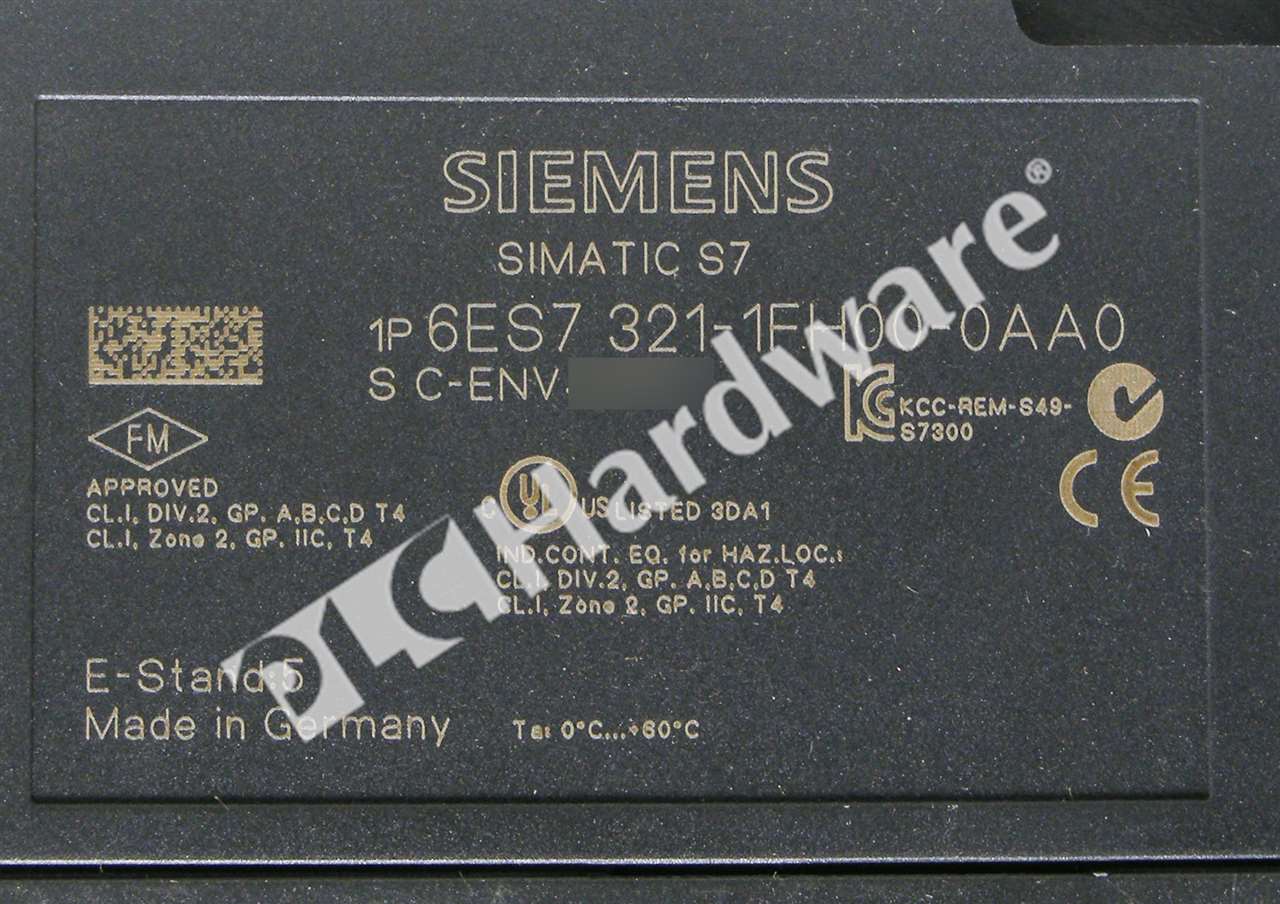 SIEMENS
SIMATIC S7
1P 6ES7 321-1FH00-0AA0
S C-ENV-
KCC-REM-S49-
S7300
FM
APPROVED
CL.I, DIV.2, GP. A,B,C,D T4
CL.I, Zone 2, GP. IIC, T4
C UL US LISTED 3DA1
IND.CONT. EQ. for HAZ.LOC.:
CL.I, DIV.2, GP. A,B,C,D T4
CL.I, Zone 2, GP. IIC, T4
CE
E-Stand:5
Made in Germany
Ta: 0°C...+60°C
PLCHardware®